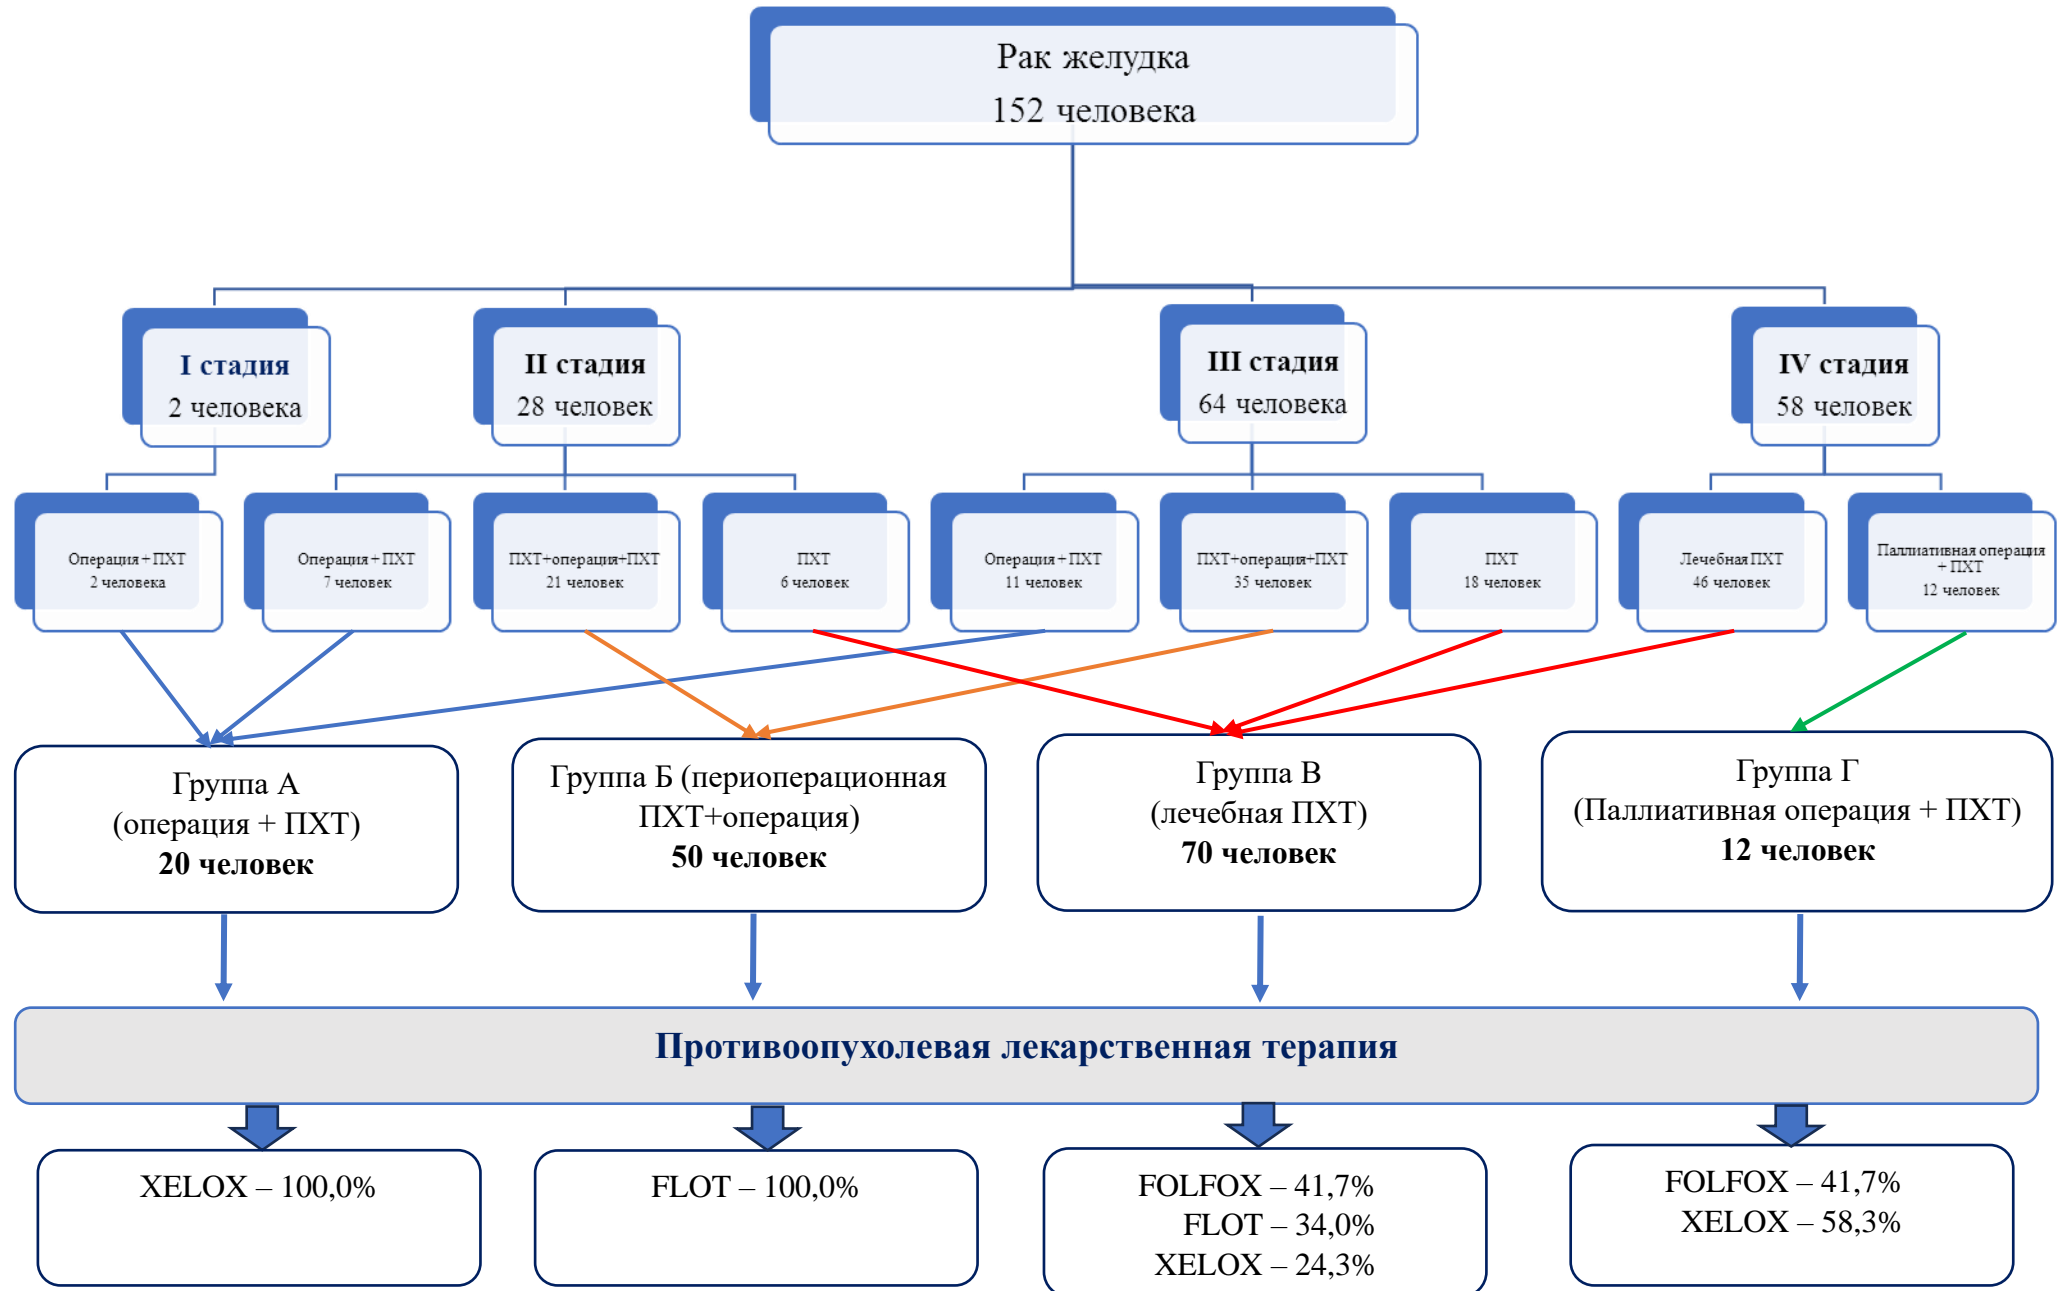 Рак желудка
152 человека
I стадия
2 человека
II стадия
28 человек
III стадия
64 человека
IV стадия
58 человек
Операция + ПХТ
2 человека
Операция + ПХТ
7 человек
ПХТ+операция+ПХТ
21 человек
ПХТ
6 человек
Операция + ПХТ
11 человек
ПХТ+операция+ПХТ
35 человек
ПХТ
18 человек
Лечебная ПХТ
46 человек
Паллиативная операция
+ ПХТ
12 человек
Группа А
(операция + ПХТ)
20 человек
Группа Б (периоперационная
ПХТ+операция)
50 человек
Группа В
(лечебная ПХТ)
70 человек
Группа Г
(Паллиативная операция + ПХТ)
12 человек
Противоопухолевая лекарственная терапия
XELOX – 100,0%
FLOT – 100,0%
FOLFOX – 41,7%
FLOT – 34,0%
XELOX – 24,3%
FOLFOX – 41,7%
XELOX – 58,3%